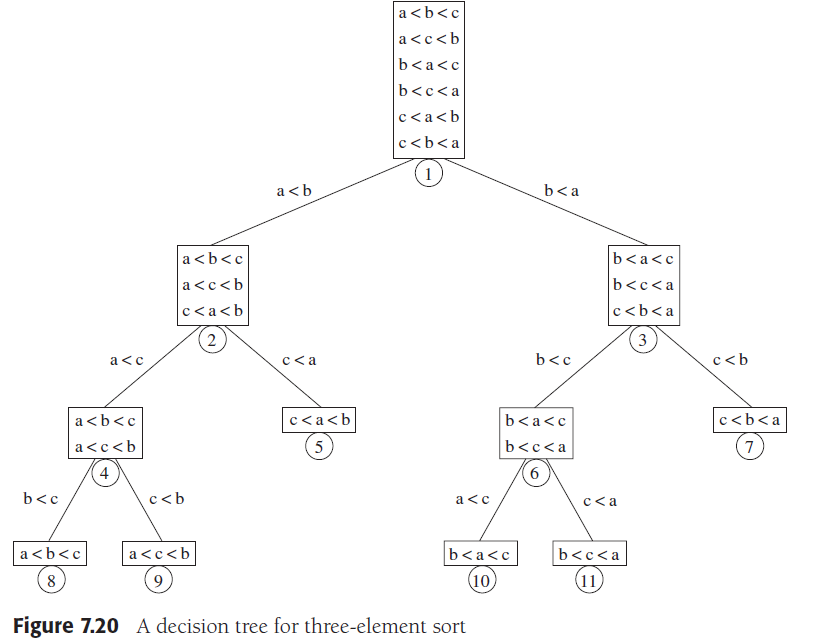 a < b < c
a < c < b
b < a < c
b < c < a
c < a < b
c < b < a
1
a < b
b < a
a < b < c
a < c < b
c < a < b
2
b < a < c
b < c < a
c < b < a
3
a < c
c < a
b < c
c < b
a < b < c
a < c < b
4
c < a < b
5
b < a < c
b < c < a
6
c < b < a
7
b < c
c < b
a < c
c < a
a < b < c
8
a < c < b
9
b < a < c
10
b < c < a
11
Figure 7.20 A decision tree for three-element sort